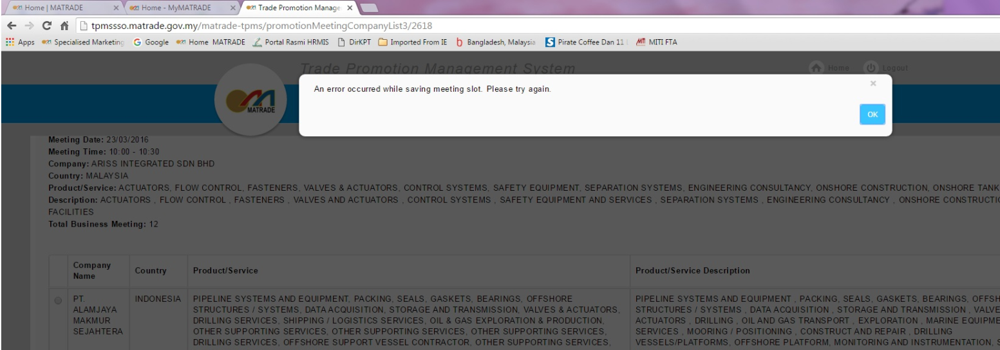 Home | MATRADE
Home - MyMATRADE
Trade Promotion Manage
tpmssso.matrade.gov.my/matrade-tpms/promotionMeetingCompanyList3/2618
Apps Specialised Marketing Google Home MATRADE Portal Rasmi HRMIS DirKPT Imported From IE Bangladesh, Malaysia Pirate Coffee Dan 11 MITI FTA
Trade Promotion Management System
Home Logout
MATRADE
An error occurred while saving meeting slot. Please try again.
×
OK
Meeting Date: 23/03/2016
Meeting Time: 10:00 - 10:30
Company: ARISS INTEGRATED SDN BHD
Country: MALAYSIA
Product/Service: ACTUATORS, FLOW CONTROL, FASTENERS, VALVES & ACTUATORS, CONTROL SYSTEMS, SAFETY EQUIPMENT, SEPARATION SYSTEMS, ENGINEERING CONSULTANCY, ONSHORE CONSTRUCTION, ONSHORE TANK
Description: ACTUATORS , FLOW CONTROL , FASTENERS , VALVES AND ACTUATORS , CONTROL SYSTEMS , SAFETY EQUIPMENT AND SERVICES , SEPARATION SYSTEMS , ENGINEERING CONSULTANCY , ONSHORE CONSTRUCTI
FACILITIES
Total Business Meeting: 12
Company Name
Country
Product/Service
Product/Service Description
PT.
ALAMJAYA
MAKMUR
SEJAHTERA
INDONESIA
PIPELINE SYSTEMS AND EQUIPMENT, PACKING, SEALS, GASKETS, BEARINGS, OFFSHORE
STRUCTURES / SYSTEMS, DATA ACQUISITION, STORAGE AND TRANSMISSION, VALVES & ACTUATORS,
DRILLING SERVICES, SHIPPING / LOGISTICS SERVICES, OIL & GAS EXPLORATION & PRODUCTION,
OTHER SUPPORTING SERVICES, OTHER SUPPORTING SERVICES, OTHER SUPPORTING SERVICES,
DRILLING SERVICES, OFFSHORE SUPPORT VESSEL CONTRACTOR, OTHER SUPPORTING SERVICES,
PIPELINE SYSTEMS AND EQUIPMENT , PACKING, SEALS, GASKETS, BEARINGS, OFFSH
STRUCTURES / SYSTEMS , DATA ACQUISITION , STORAGE AND TRANSMISSION , VALVE
ACTUATORS , DRILLING , OIL AND GAS TRANSPORT , EXPLORATION , MARINE EQUIPME
SERVICES , MOORING / POSITIONING , CONSTRUCT AND REPAIR , DRILLING
VESSELS/PLATFORMS, OFFSHORE PLATFORM, MONITORING AND INSTRUMENTATION, S